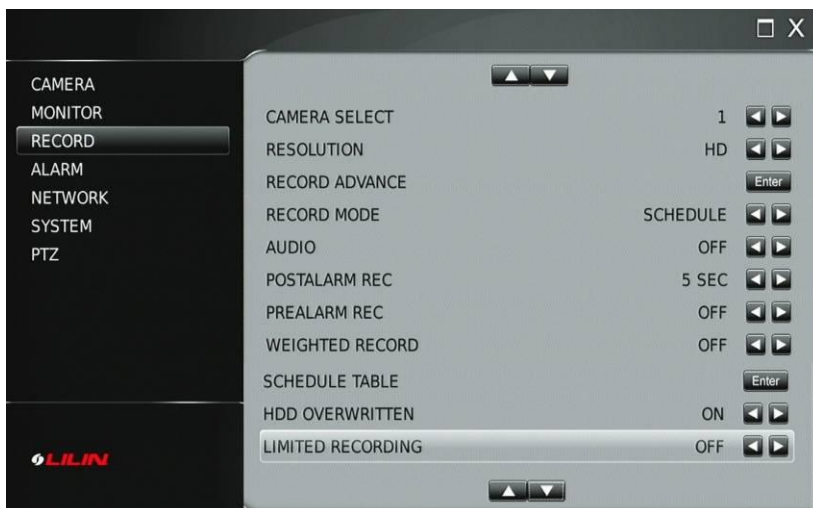 X
CAMERA
MONITOR
RECORD
ALARM
NETWORK
SYSTEM
PTZ
LILIN
CAMERA SELECT 1
RESOLUTION HD
RECORD ADVANCE Enter
RECORD MODE SCHEDULE
AUDIO OFF
POSTALARM REC 5 SEC
PREALARM REC OFF
WEIGHTED RECORD OFF
SCHEDULE TABLE Enter
HDD OVERWRITTEN ON
LIMITED RECORDING OFF